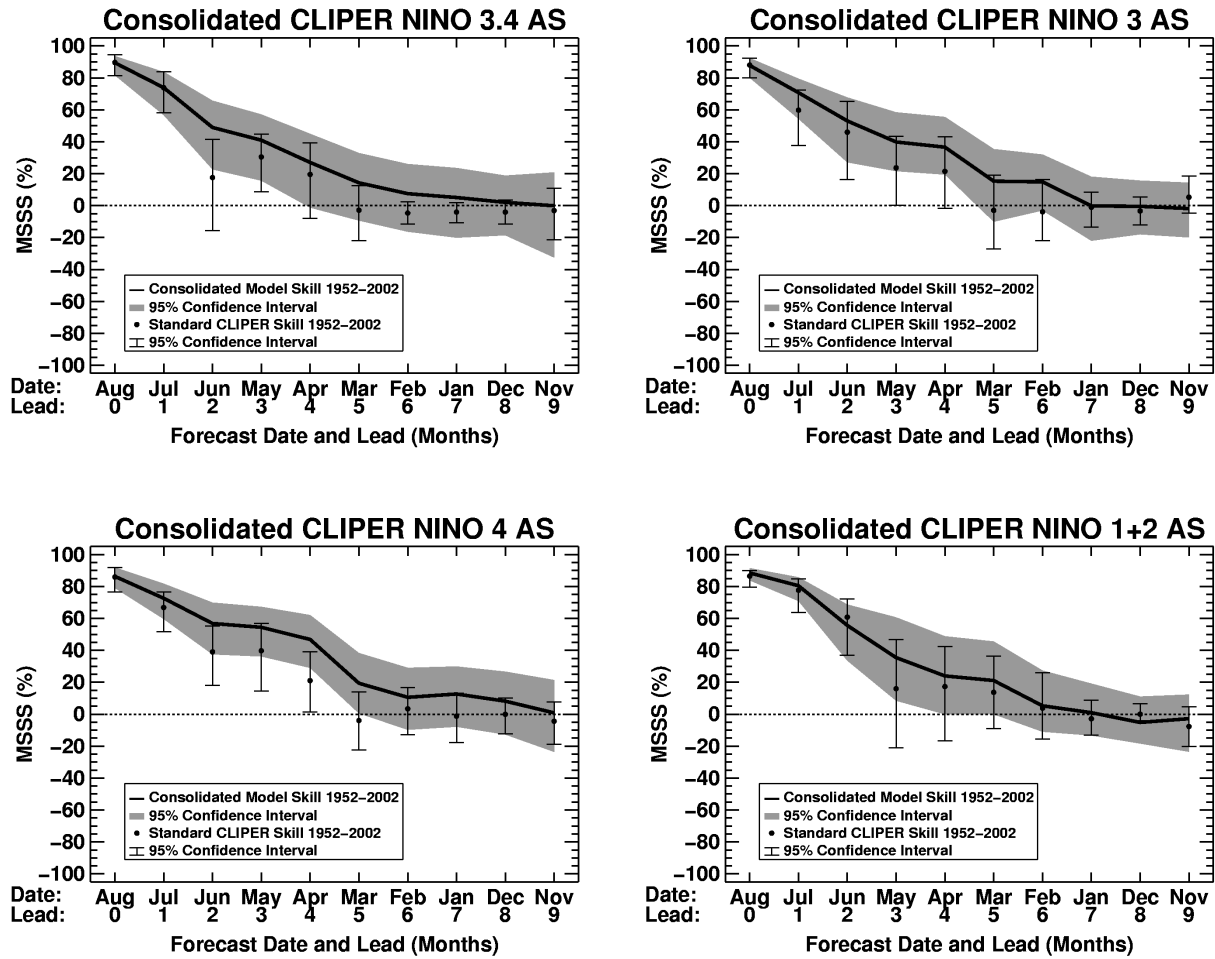 Consolidated CLIPER NINO 3.4 AS
MSSS (%)
100
80
60
40
20
0
−20
−40
−60
−80
−100
Consolidated Model Skill 1952−2002
95% Confidence Interval
Standard CLIPER Skill 1952−2002
95% Confidence Interval
Date: Aug Jul Jun May Apr Mar Feb Jan Dec Nov
Lead: 0 1 2 3 4 5 6 7 8 9
Forecast Date and Lead (Months)
Consolidated CLIPER NINO 3 AS
MSSS (%)
100
80
60
40
20
0
−20
−40
−60
−80
−100
Consolidated Model Skill 1952−2002
95% Confidence Interval
Standard CLIPER Skill 1952−2002
95% Confidence Interval
Date: Aug Jul Jun May Apr Mar Feb Jan Dec Nov
Lead: 0 1 2 3 4 5 6 7 8 9
Forecast Date and Lead (Months)
Consolidated CLIPER NINO 4 AS
MSSS (%)
100
80
60
40
20
0
−20
−40
−60
−80
−100
Consolidated Model Skill 1952−2002
95% Confidence Interval
Standard CLIPER Skill 1952−2002
95% Confidence Interval
Date: Aug Jul Jun May Apr Mar Feb Jan Dec Nov
Lead: 0 1 2 3 4 5 6 7 8 9
Forecast Date and Lead (Months)
Consolidated CLIPER NINO 1+2 AS
MSSS (%)
100
80
60
40
20
0
−20
−40
−60
−80
−100
Consolidated Model Skill 1952−2002
95% Confidence Interval
Standard CLIPER Skill 1952−2002
95% Confidence Interval
Date: Aug Jul Jun May Apr Mar Feb Jan Dec Nov
Lead: 0 1 2 3 4 5 6 7 8 9
Forecast Date and Lead (Months)